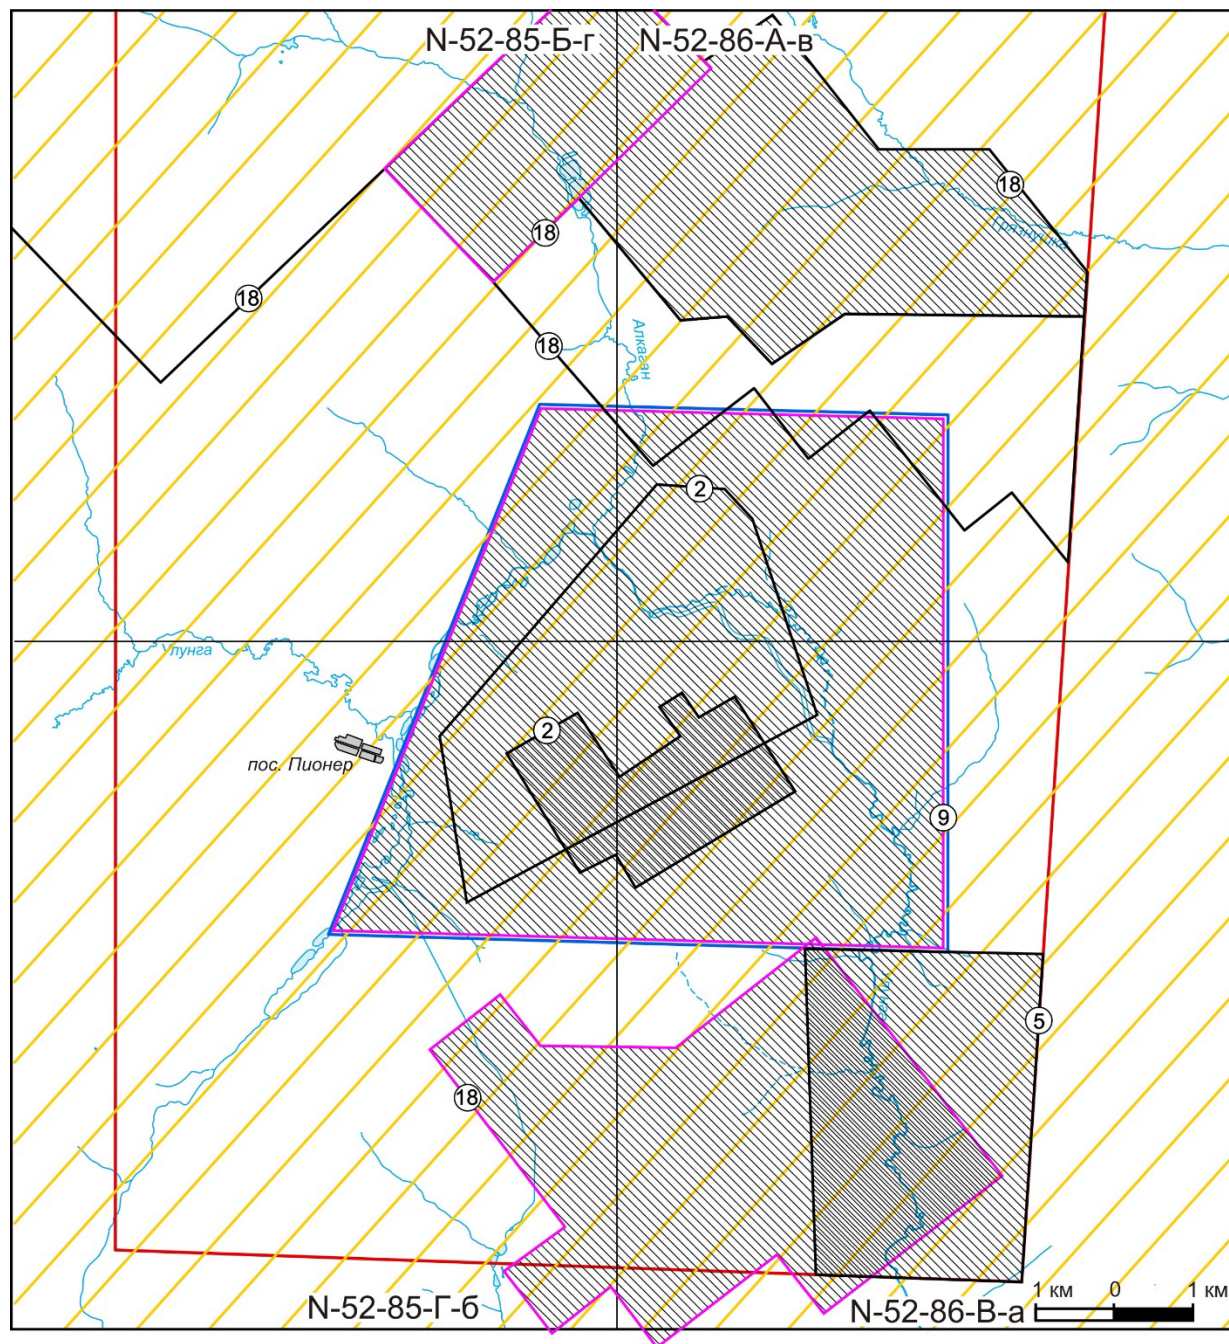 N-52-85-Б-г
N-52-86-А-в
18
Грязнушка
18
18
18
Алкаган
2
Улунга
2
пос. Пионер
9
5
18
N-52-85-Г-б
N-52-86-В-а
1 км 0 1 км